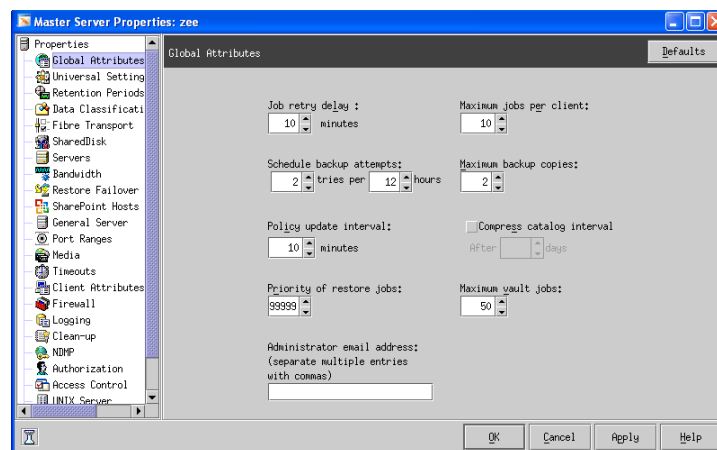 Master Server Properties: zee
Properties
Global Attributes
Universal Setting
Retention Periods
Data Classificati
Fibre Transport
SharedDisk
Servers
Bandwidth
Restore Failover
SharePoint Hosts
General Server
Port Ranges
Media
Timeouts
Client Attributes
Firewall
Logging
Clean-up
NDMP
Authorization
Access Control
UNIX Server
Global Attributes
Defaults
Job retry delay :
10 minutes
Maximum jobs per client:
10
Schedule backup attempts:
2 tries per 12 hours
Maximum backup copies:
2
Policy update interval:
10 minutes
Compress catalog interval
After days
Priority of restore jobs:
99999
Maximum vault jobs:
50
Administrator email address:
(separate multiple entries
with commas)
OK Cancel Apply Help